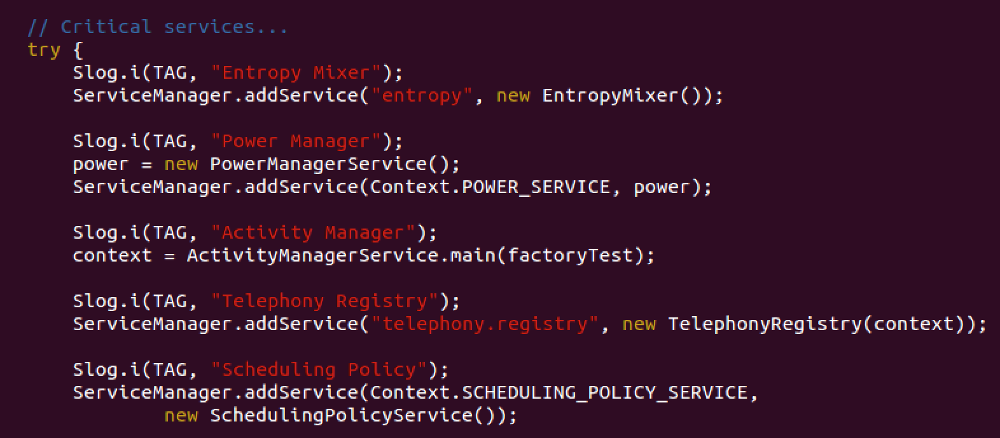 // Critical services...
try {
Slog.i(TAG, "Entropy Mixer");
ServiceManager.addService("entropy", new EntropyMixer());
Slog.i(TAG, "Power Manager");
power = new PowerManagerService();
ServiceManager.addService(Context.POWER_SERVICE, power);
Slog.i(TAG, "Activity Manager");
context = ActivityManagerService.main(factoryTest);
Slog.i(TAG, "Telephony Registry");
ServiceManager.addService("telephony.registry", new TelephonyRegistry(context));
Slog.i(TAG, "Scheduling Policy");
ServiceManager.addService(Context.SCHEDULING_POLICY_SERVICE,
new SchedulingPolicyService());